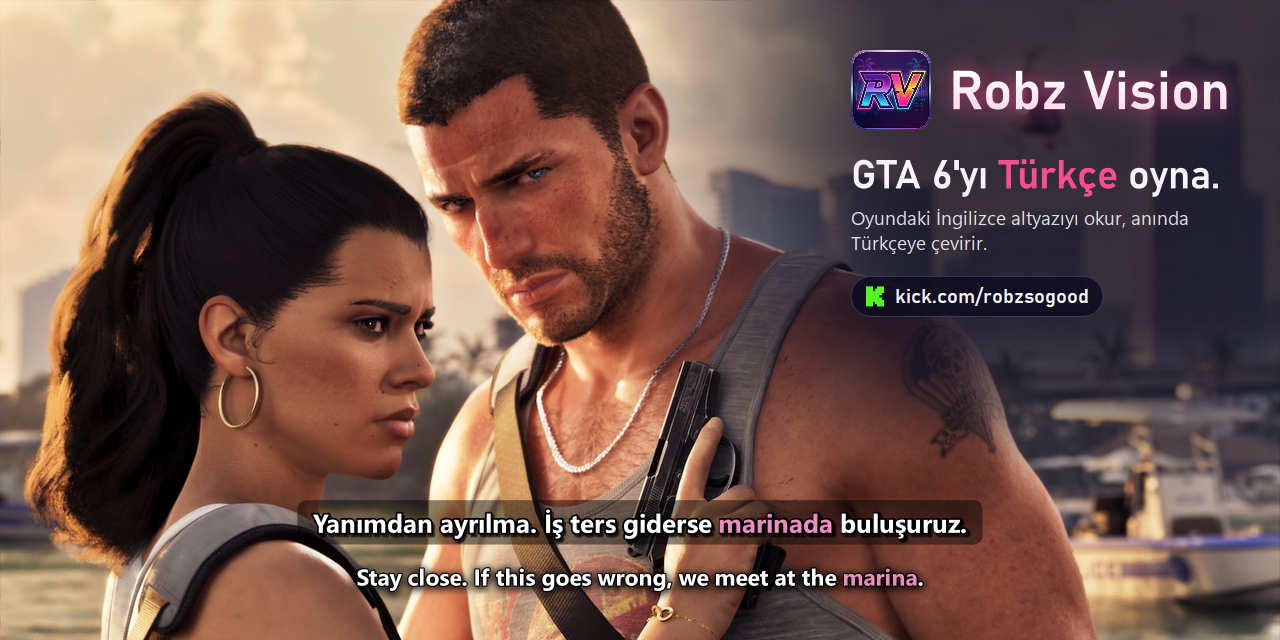 RV
Robz Vision
GTA 6'yı Türkçe oyna.
Oyundaki İngilizce altyazıyı okur, anında
Türkçeye çevirir.
kick.com/robzsogood
Yanımdan ayrılma. İş ters giderse marinada buluşuruz.
Stay close. If this goes wrong, we meet at the marina.